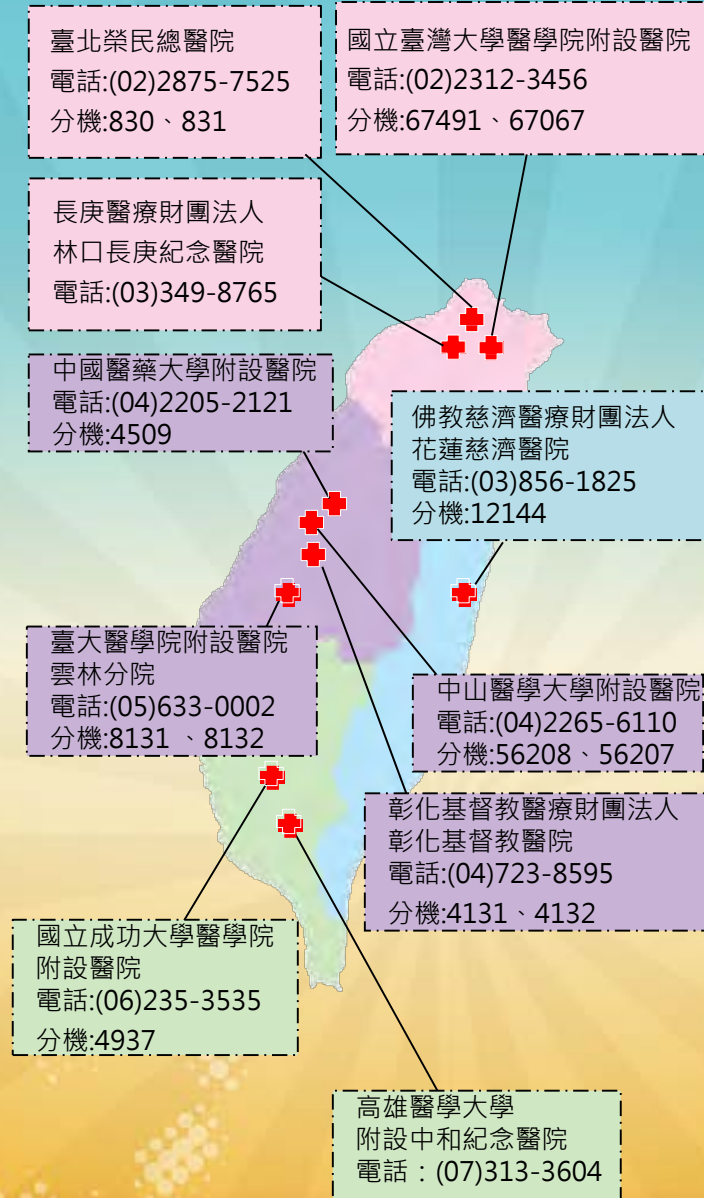 臺北榮民總醫院
電話:(02)2875-7525
分機:830、831
國立臺灣大學醫學院附設醫院
電話:(02)2312-3456
分機:67491、67067
長庚醫療財團法人
林口長庚紀念醫院
電話:(03)349-8765
中國醫藥大學附設醫院
電話:(04)2205-2121
分機:4509
佛教慈濟醫療財團法人
花蓮慈濟醫院
電話:(03)856-1825
分機:12144
臺大醫學院附設醫院
雲林分院
電話:(05)633-0002
分機:8131 、8132
中山醫學大學附設醫院
電話:(04)2265-6110
分機:56208、56207
彰化基督教醫療財團法人
彰化基督教醫院
電話:(04)723-8595
分機:4131、4132
國立成功大學醫學院
附設醫院
電話:(06)235-3535
分機:4937
高雄醫學大學
附設中和紀念醫院
電話：(07)313-3604